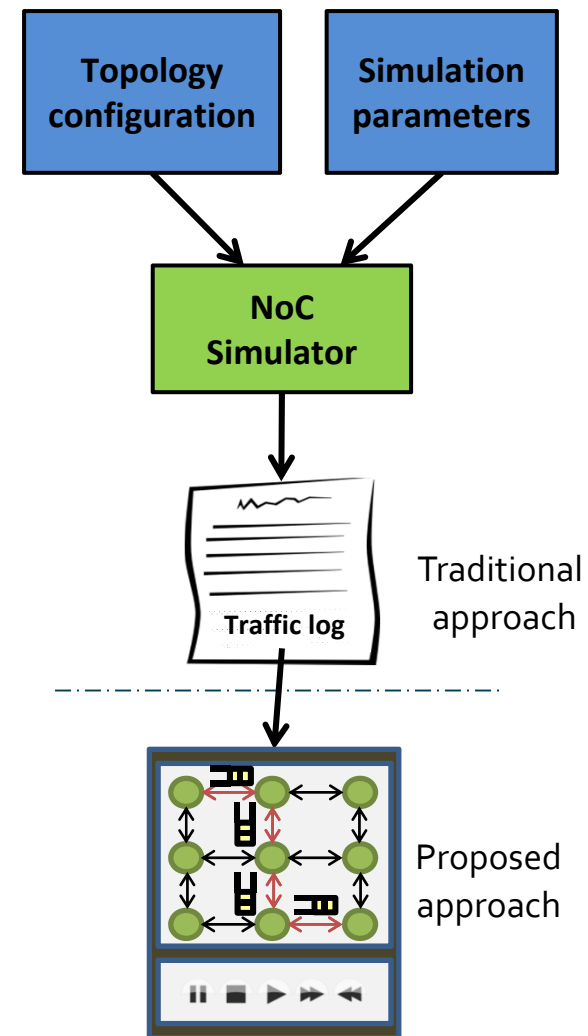 Topology
configuration
Simulation
parameters
NoC
Simulator
Traffic log
Traditional
approach
Proposed
approach